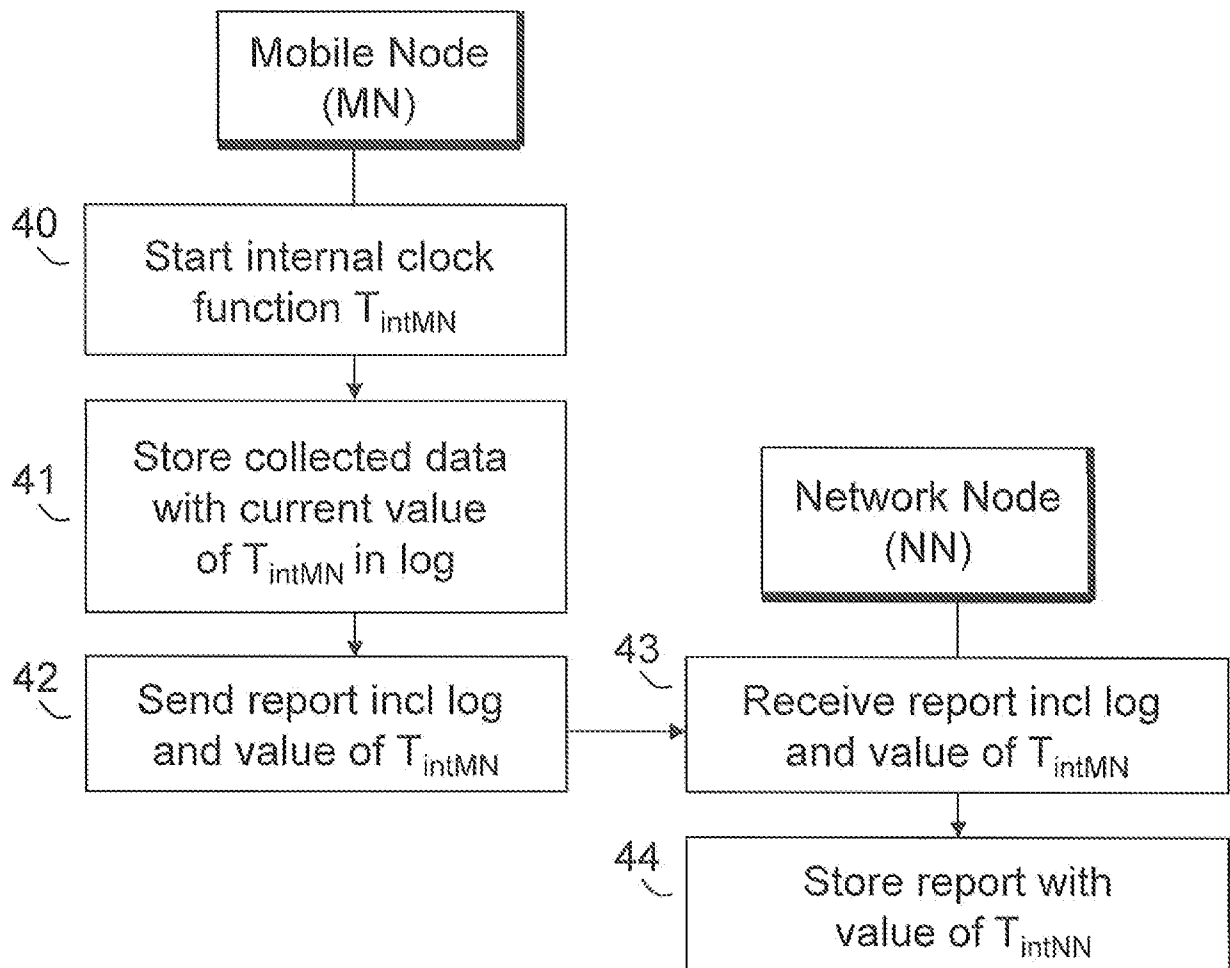 Mobile Node
(MN)
40
Start internal clock
function TintMN
41
Store collected data
with current value
of TintMN in log
42
Send report incl log
and value of TintMN
Network Node
(NN)
43
Receive report incl log
and value of TintMN
44
Store report with
value of TintNN